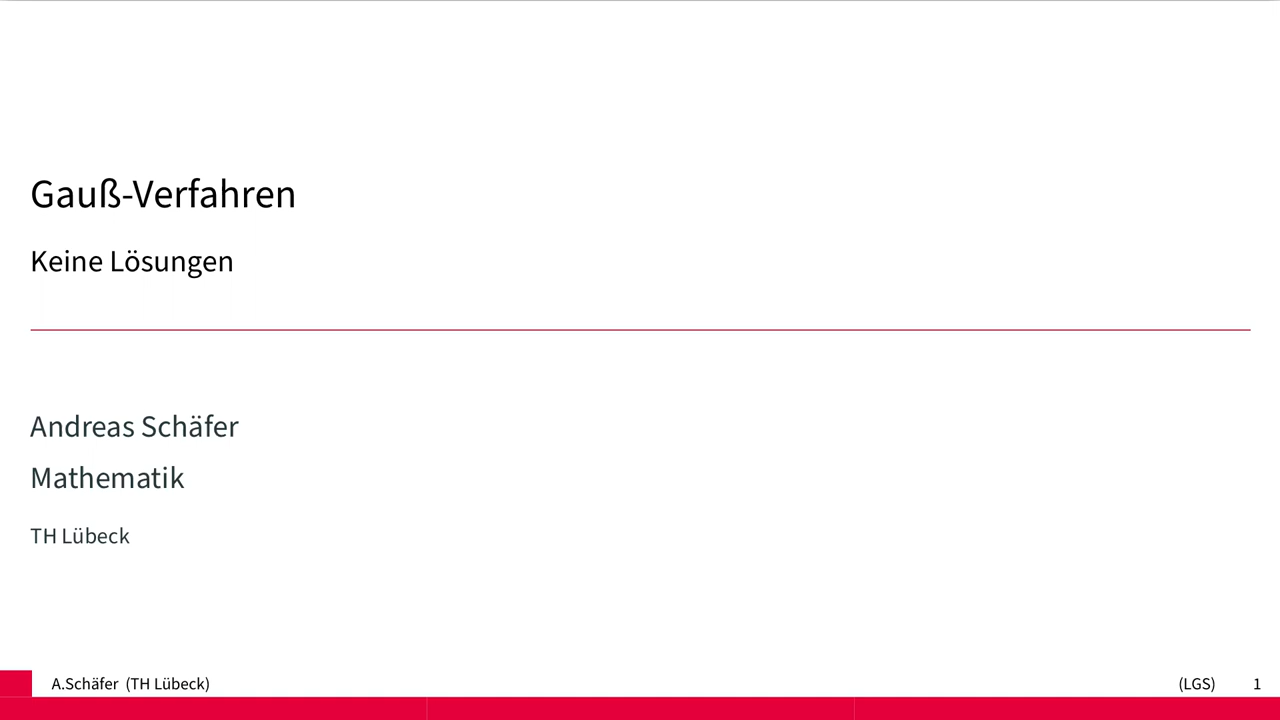 Gauß-Verfahren
Keine Lösungen
Andreas Schäfer
Mathematik
TH Lübeck
A.Schäfer (TH Lübeck)
(LGS)
1